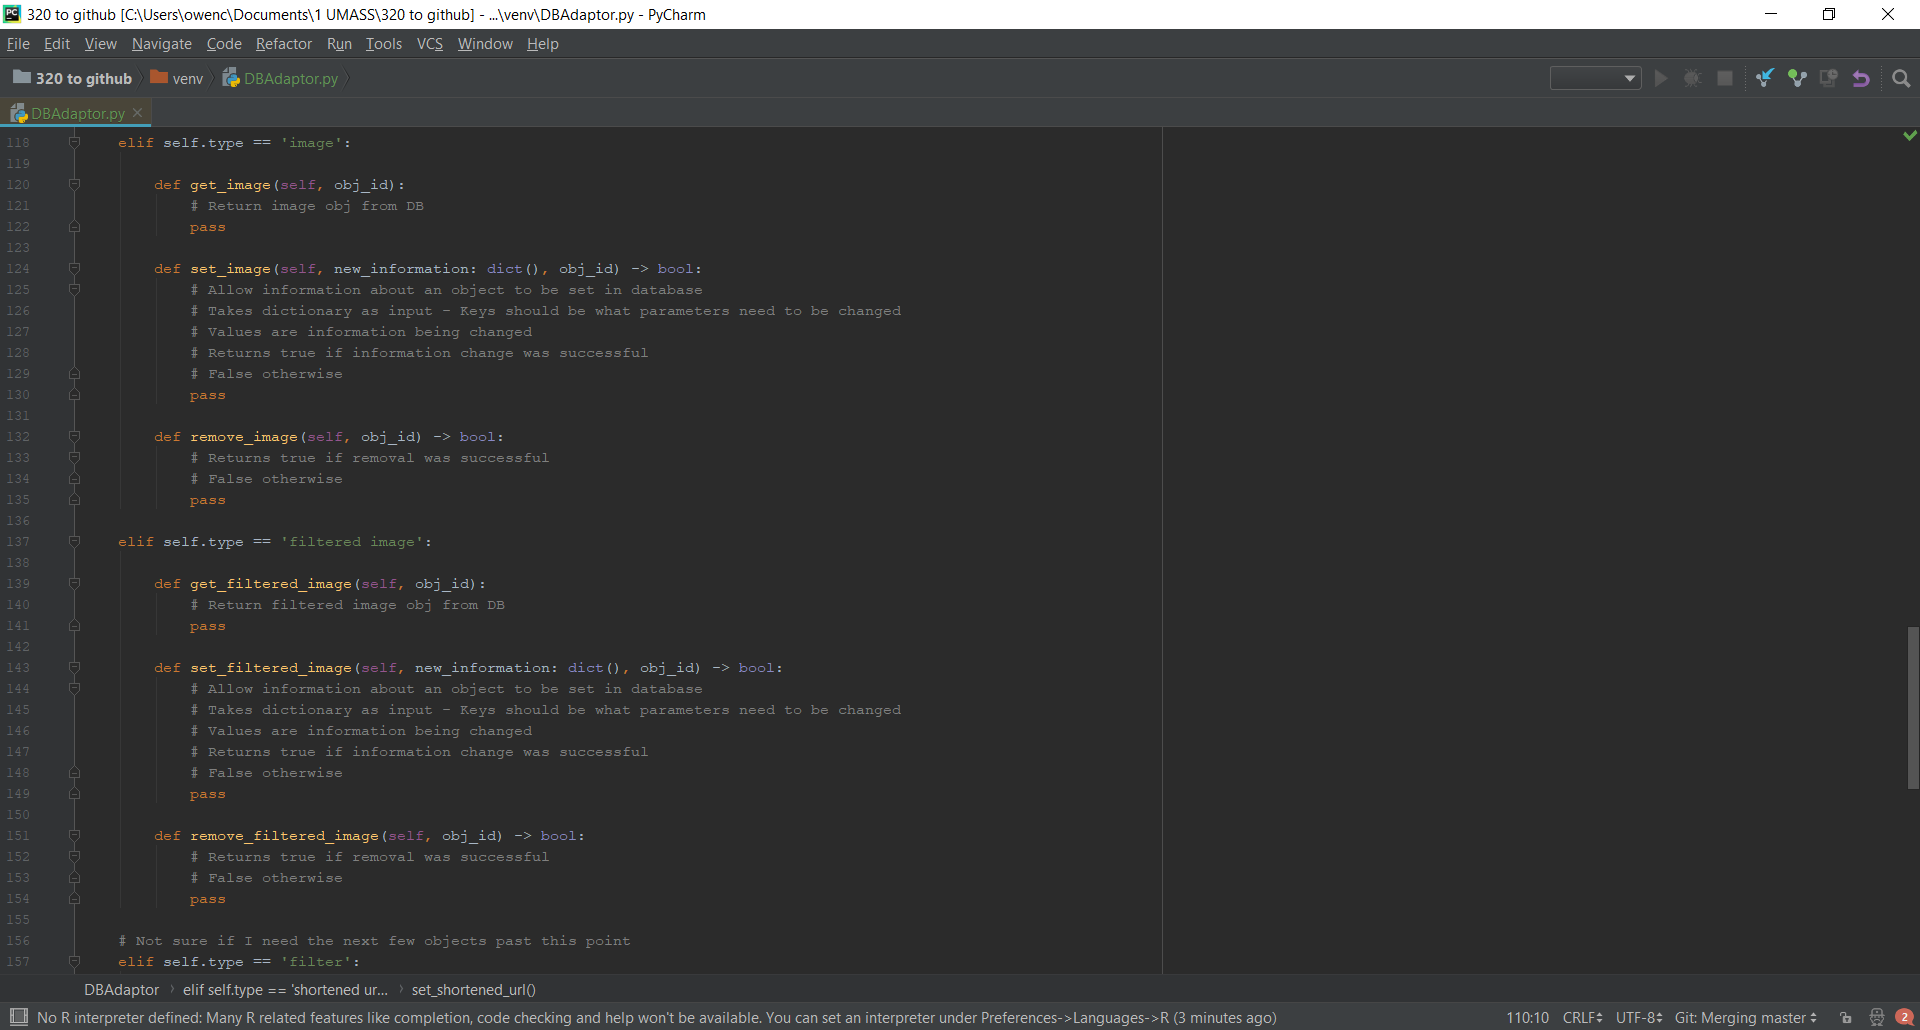 320 to github [C:\Users\owenc\Documents\1 UMASS\320 to github] - ...\venv\DBAdaptor.py - PyCharm
File Edit View Navigate Code Refactor Run Tools VCS Window Help
320 to github venv DBAdaptor.py
DBAdaptor.py
118 elif self.type == 'image':
119
120 def get_image(self, obj_id):
121 # Return image obj from DB
122 pass
123
124 def set_image(self, new_information: dict(), obj_id) -> bool:
125 # Allow information about an object to be set in database
126 # Takes dictionary as input - Keys should be what parameters need to be changed
127 # Values are information being changed
128 # Returns true if information change was successful
129 # False otherwise
130 pass
131
132 def remove_image(self, obj_id) -> bool:
133 # Returns true if removal was successful
134 # False otherwise
135 pass
136
137 elif self.type == 'filtered image':
138
139 def get_filtered_image(self, obj_id):
140 # Return filtered image obj from DB
141 pass
142
143 def set_filtered_image(self, new_information: dict(), obj_id) -> bool:
144 # Allow information about an object to be set in database
145 # Takes dictionary as input - Keys should be what parameters need to be changed
146 # Values are information being changed
147 # Returns true if information change was successful
148 # False otherwise
149 pass
150
151 def remove_filtered_image(self, obj_id) -> bool:
152 # Returns true if removal was successful
153 # False otherwise
154 pass
155
156 # Not sure if I need the next few objects past this point
157 elif self.type == 'filter':
DBAdaptor › elif self.type == 'shortened ur... › set_shortened_url()
No R interpreter defined: Many R related features like completion, code checking and help won't be available. You can set an interpreter under Preferences->Languages->R (3 minutes ago) 110:10 CRLF UTF-8 Git: Merging master 2